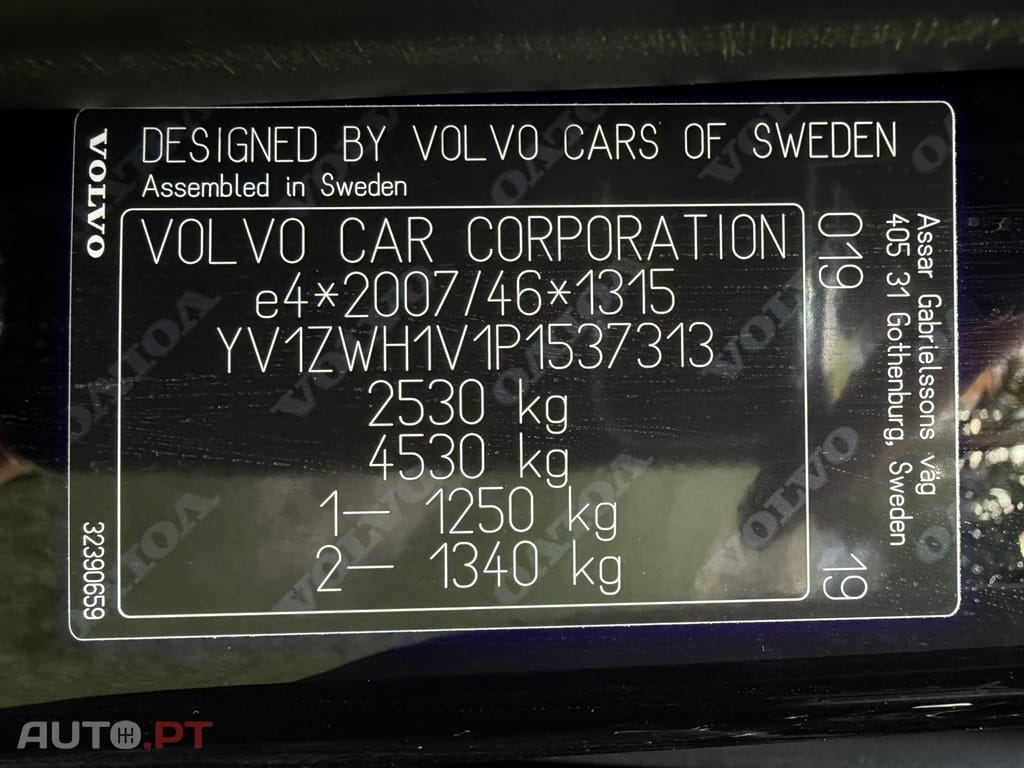 VOLVO
DESIGNED BY VOLVO CARS OF SWEDEN
Assembled in Sweden
VOLVO CAR CORPORATION
e4*2007/46*1315
YV1ZWH1V1P1537313
2530 kg
4530 kg
1— 1250 kg
2— 1340 kg
019
19
Assar Gabrielssons väg
405 31 Gothenburg, Sweden
32390659
AUTO.PT